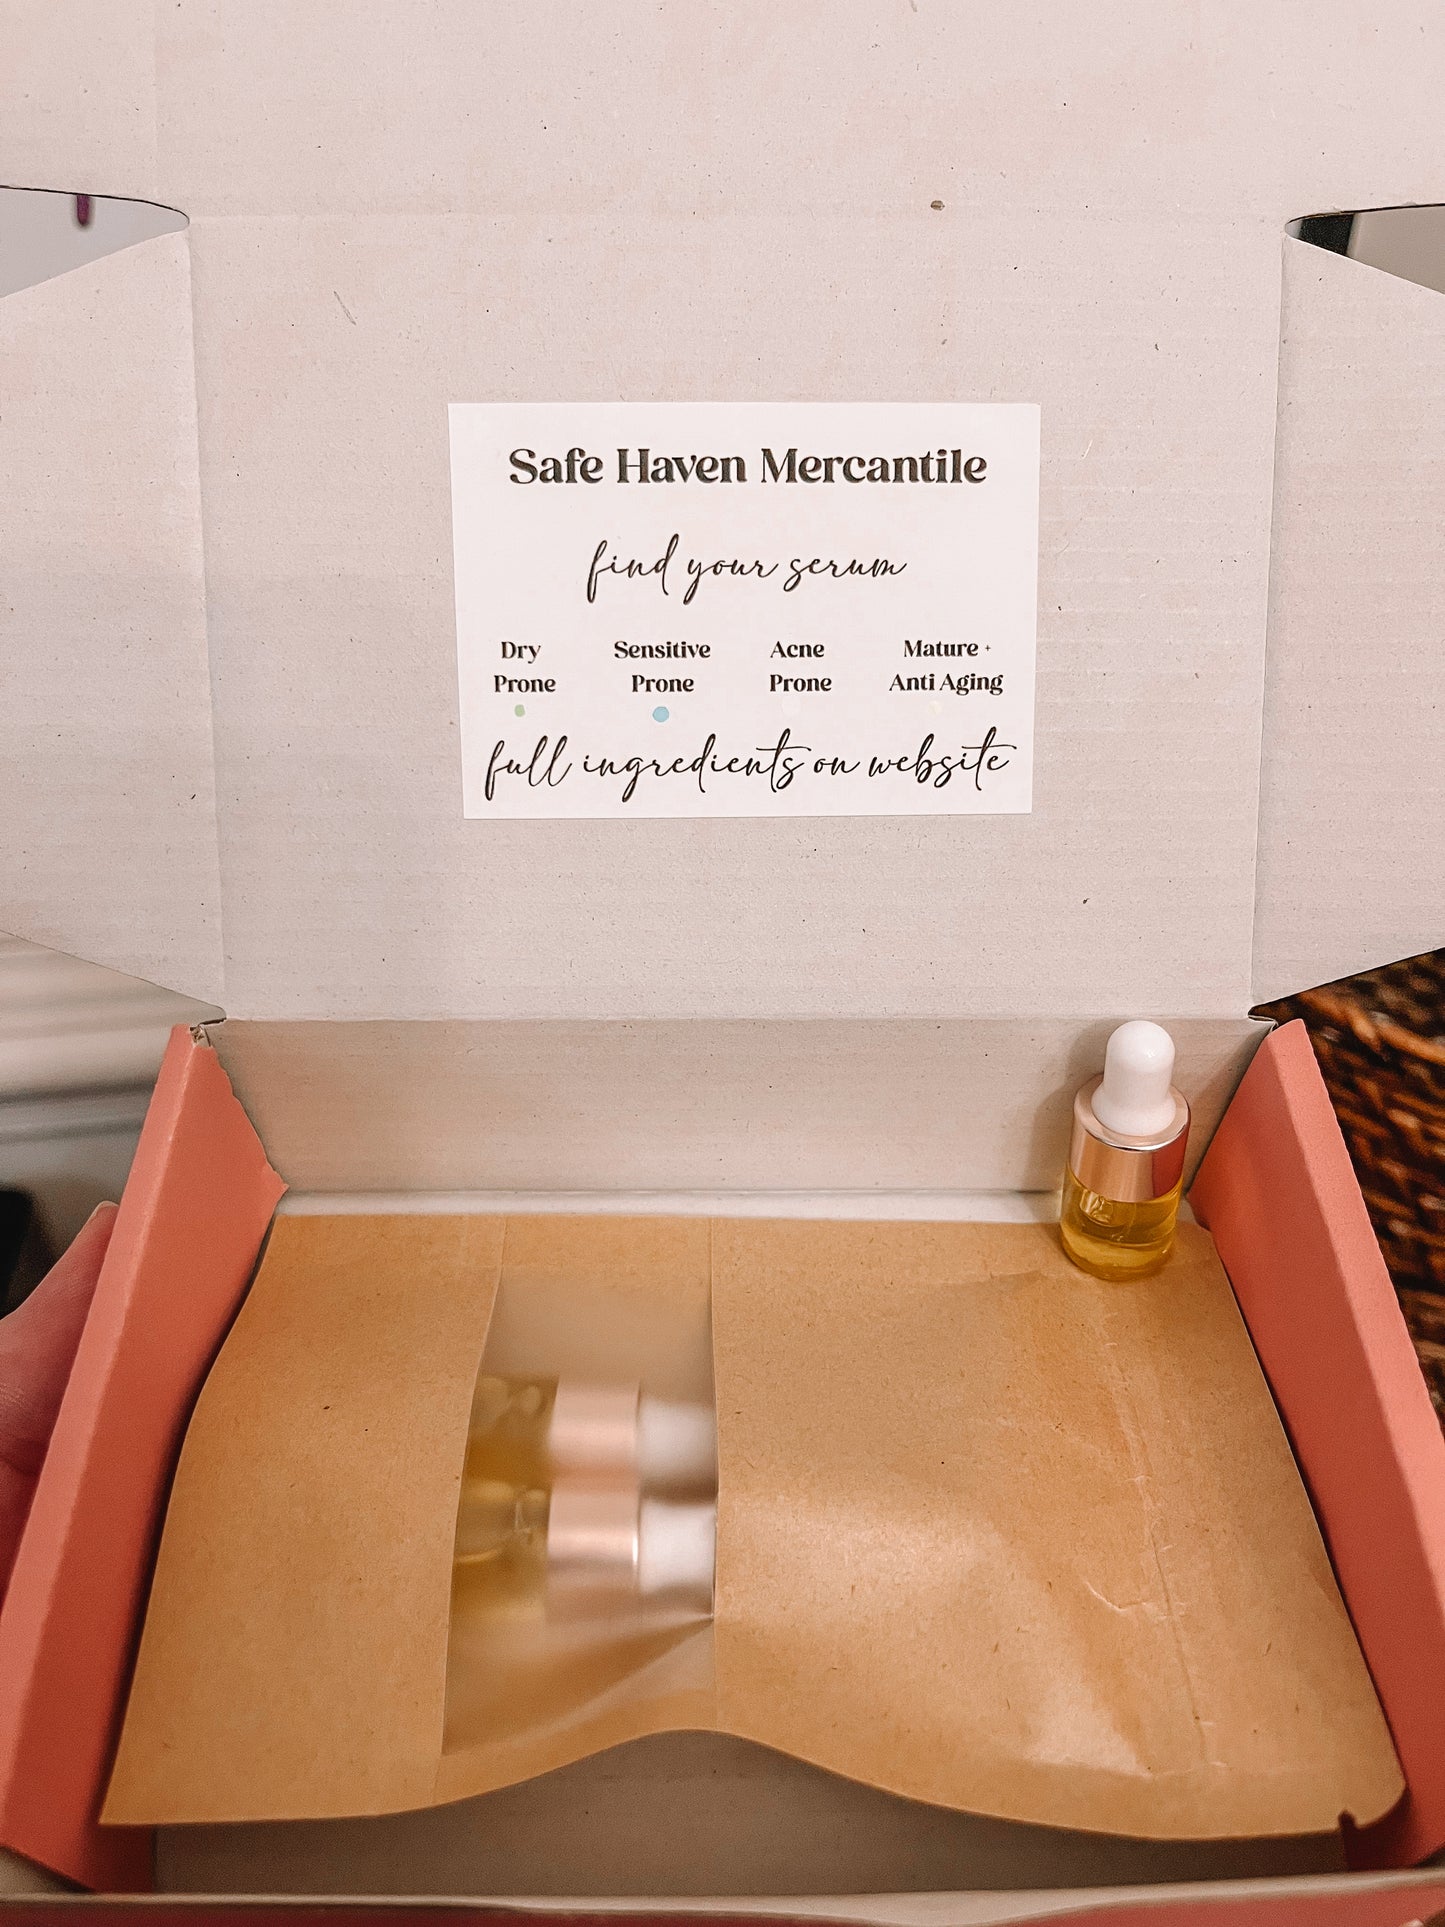 Safe Haven Mercantile
find your serum
Dry Sensitive Acne Mature +
Prone Prone Prone Anti Aging
full ingredients on website